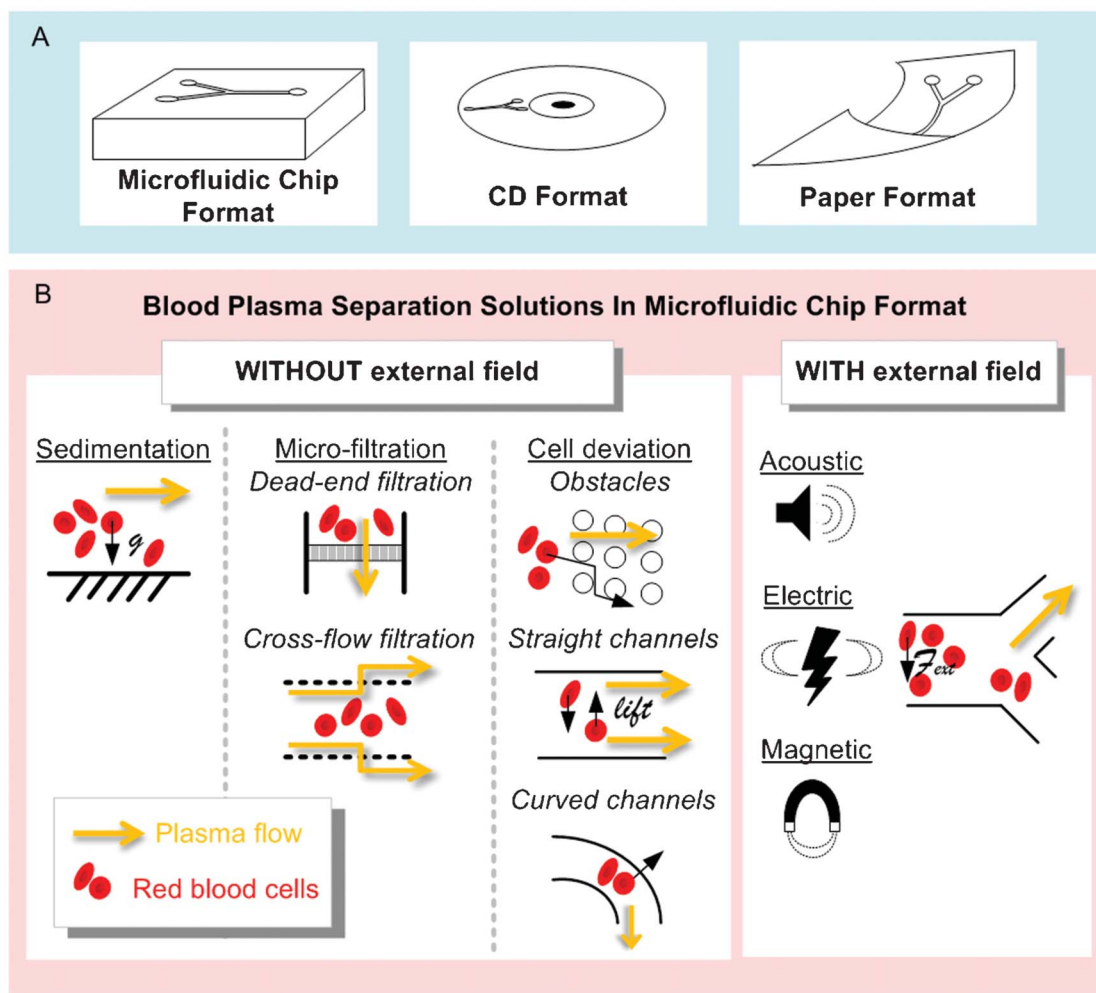 A
Microfluidic Chip
Format
CD Format
Paper Format
B
Blood Plasma Separation Solutions In Microfluidic Chip Format
WITHOUT external field
WITH external field
Sedimentation
g
Micro-filtration
Dead-end filtration
Cross-flow filtration
Cell deviation
Obstacles
Straight channels
lift
Curved channels
Acoustic
Electric
Magnetic
Fext
Plasma flow
Red blood cells